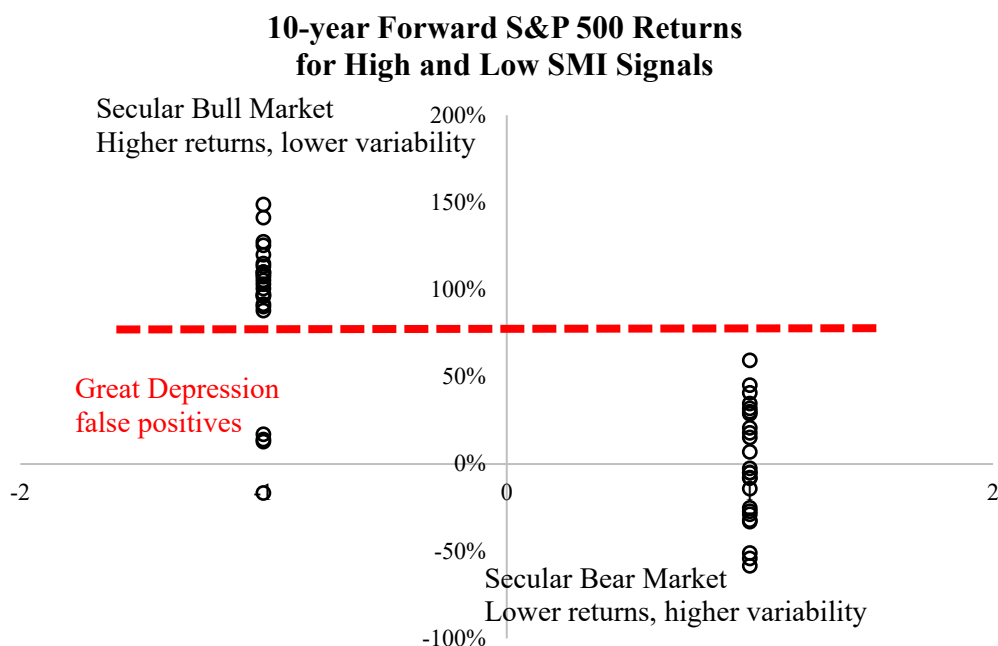 10-year Forward S&P 500 Returns
for High and Low SMI Signals
Secular Bull Market
Higher returns, lower variability
200%
150%
100%
50%
Great Depression
false positives
0%
-2
-1
0
2
-50%
Secular Bear Market
Lower returns, higher variability
-100%